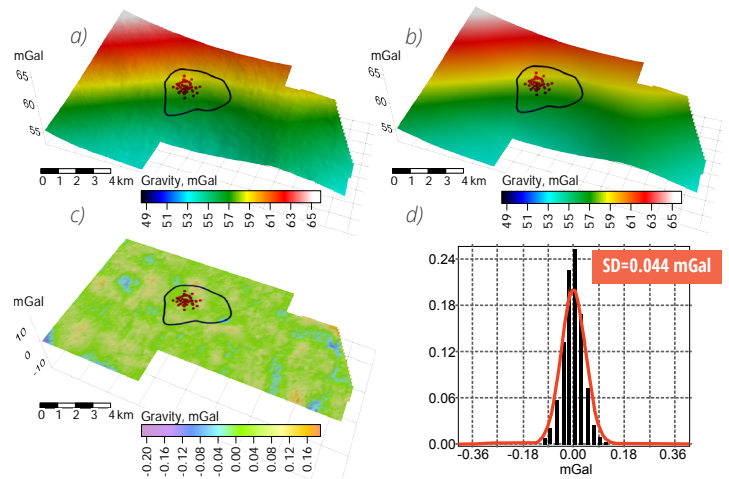 a)
mGal
65
60
55
0 1 2 3 4 km
Gravity, mGal
49 51 53 55 57 59 61 63 65
b)
mGal
65
60
55
0 1 2 3 4 km
Gravity, mGal
49 51 53 55 57 59 61 63 65
c)
mGal
10
0
-10
0 1 2 3 4 km
Gravity, mGal
-0.20 -0.16 -0.12 -0.08 -0.04 0.00 0.04 0.08 0.12 0.16
d)
SD=0.044 mGal
0.24
0.18
0.12
0.06
0.00
-0.36 -0.18 0.00 0.18 0.36
mGal